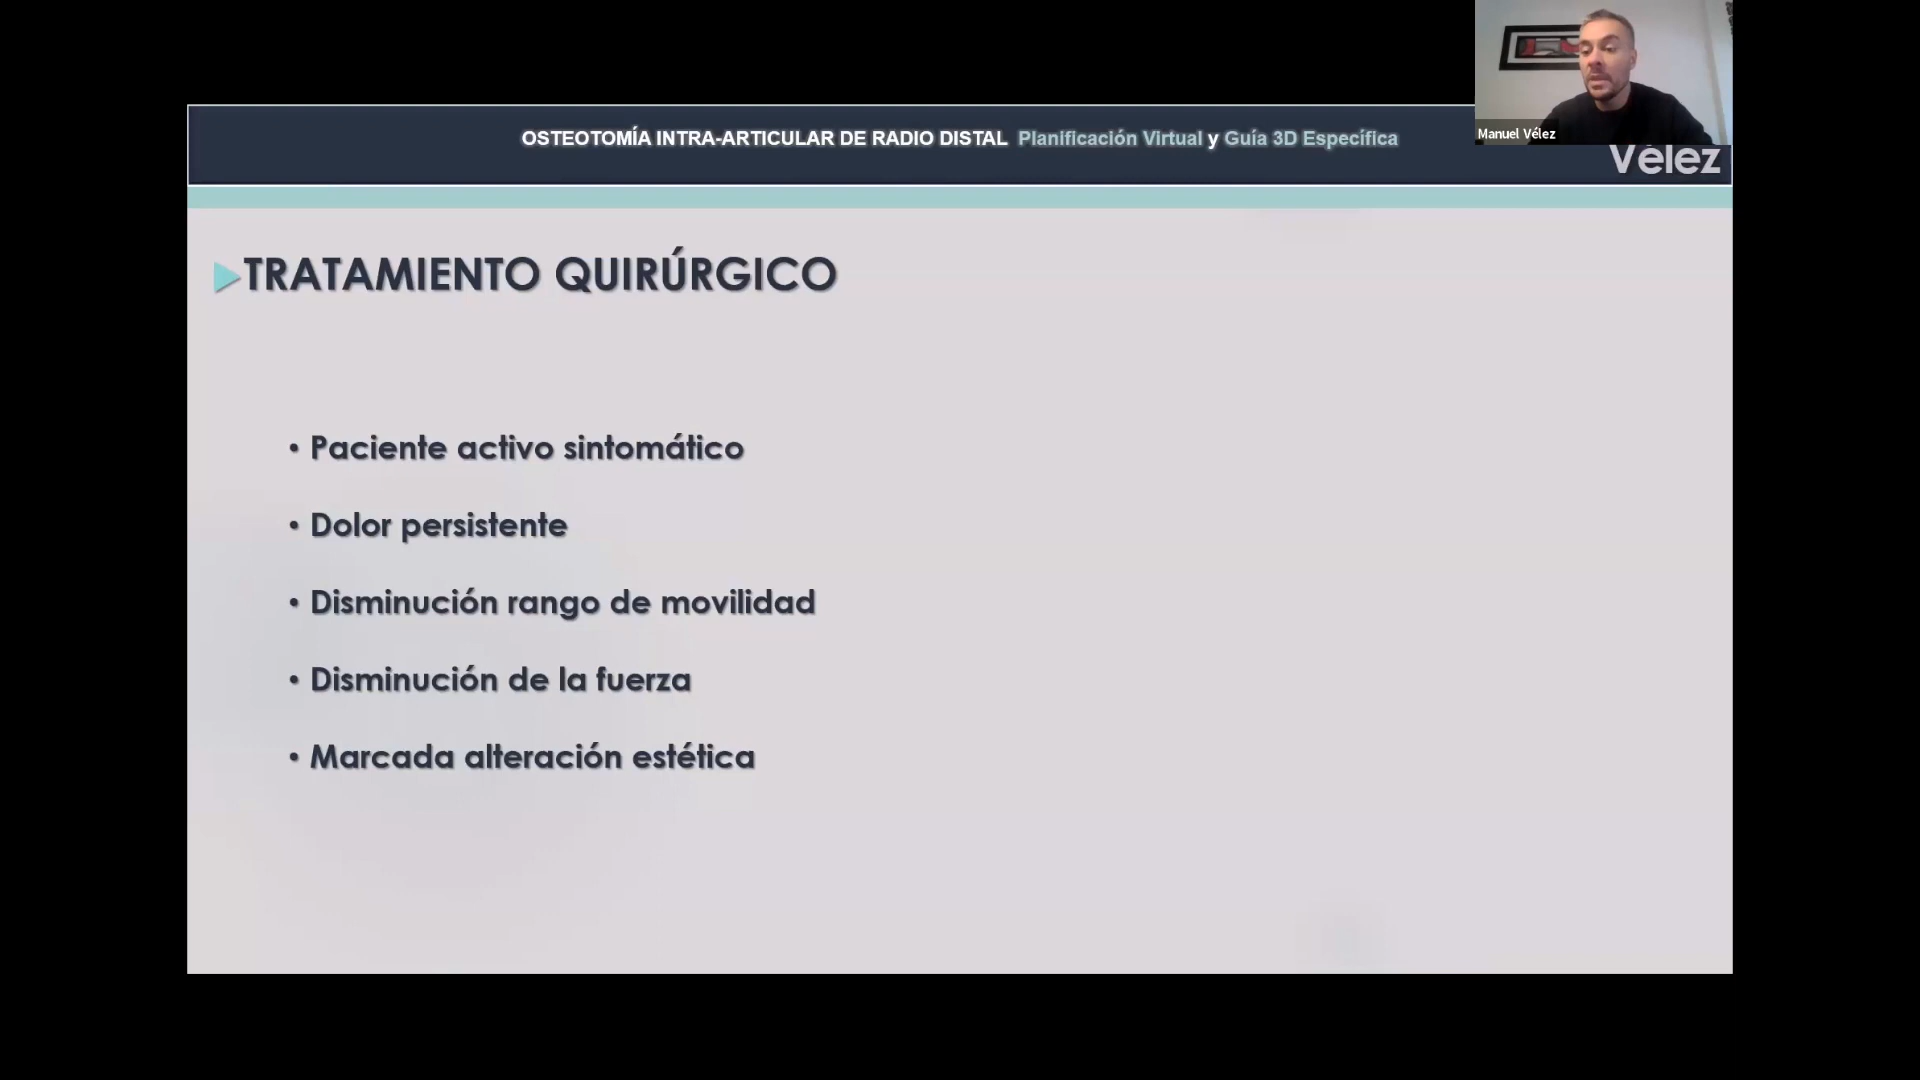 OSTEOTOMÍA INTRA-ARTICULAR DE RADIO DISTAL Planificación Virtual y Guía 3D Específica
Manuel Vélez
Vélez
TRATAMIENTO QUIRÚRGICO
• Paciente activo sintomático
• Dolor persistente
• Disminución rango de movilidad
• Disminución de la fuerza
• Marcada alteración estética